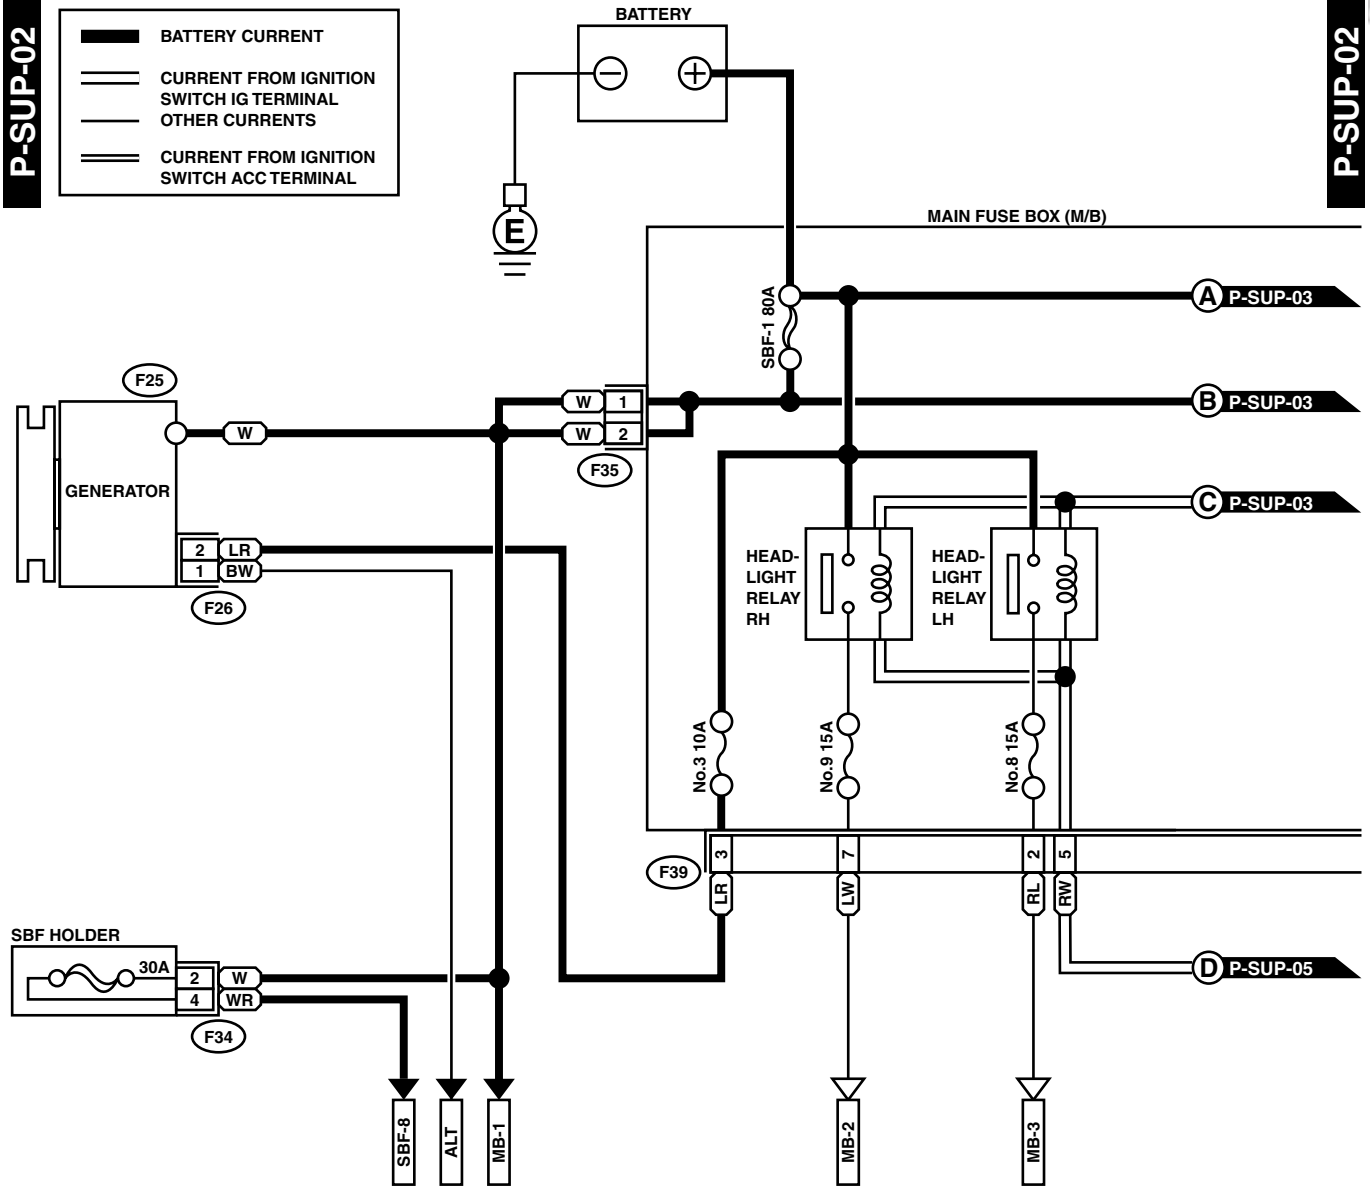 P-SUP-02
BATTERY CURRENT
CURRENT FROM IGNITION
SWITCH IG TERMINAL
OTHER CURRENTS
CURRENT FROM IGNITION
SWITCH ACC TERMINAL
BATTERY
− +
E
P-SUP-02
MAIN FUSE BOX (M/B)
SBF-1 80A
A P-SUP-03
F25
W
W 1
B P-SUP-03
W 2
F35
GENERATOR
C P-SUP-03
2 LR
1 BW
F26
HEAD-
LIGHT
RELAY
RH
HEAD-
LIGHT
RELAY
LH
No.3 10A
No.9 15A
No.8 15A
F39
3
7
2
5
LR
LW
RL
RW
SBF HOLDER
30A
2 W
4 WR
F34
D P-SUP-05
SBF-8
ALT
MB-1
MB-2
MB-3